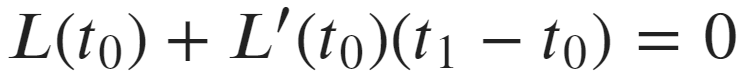 L(t₀) + L′(t₀)(t₁ − t₀) = 0